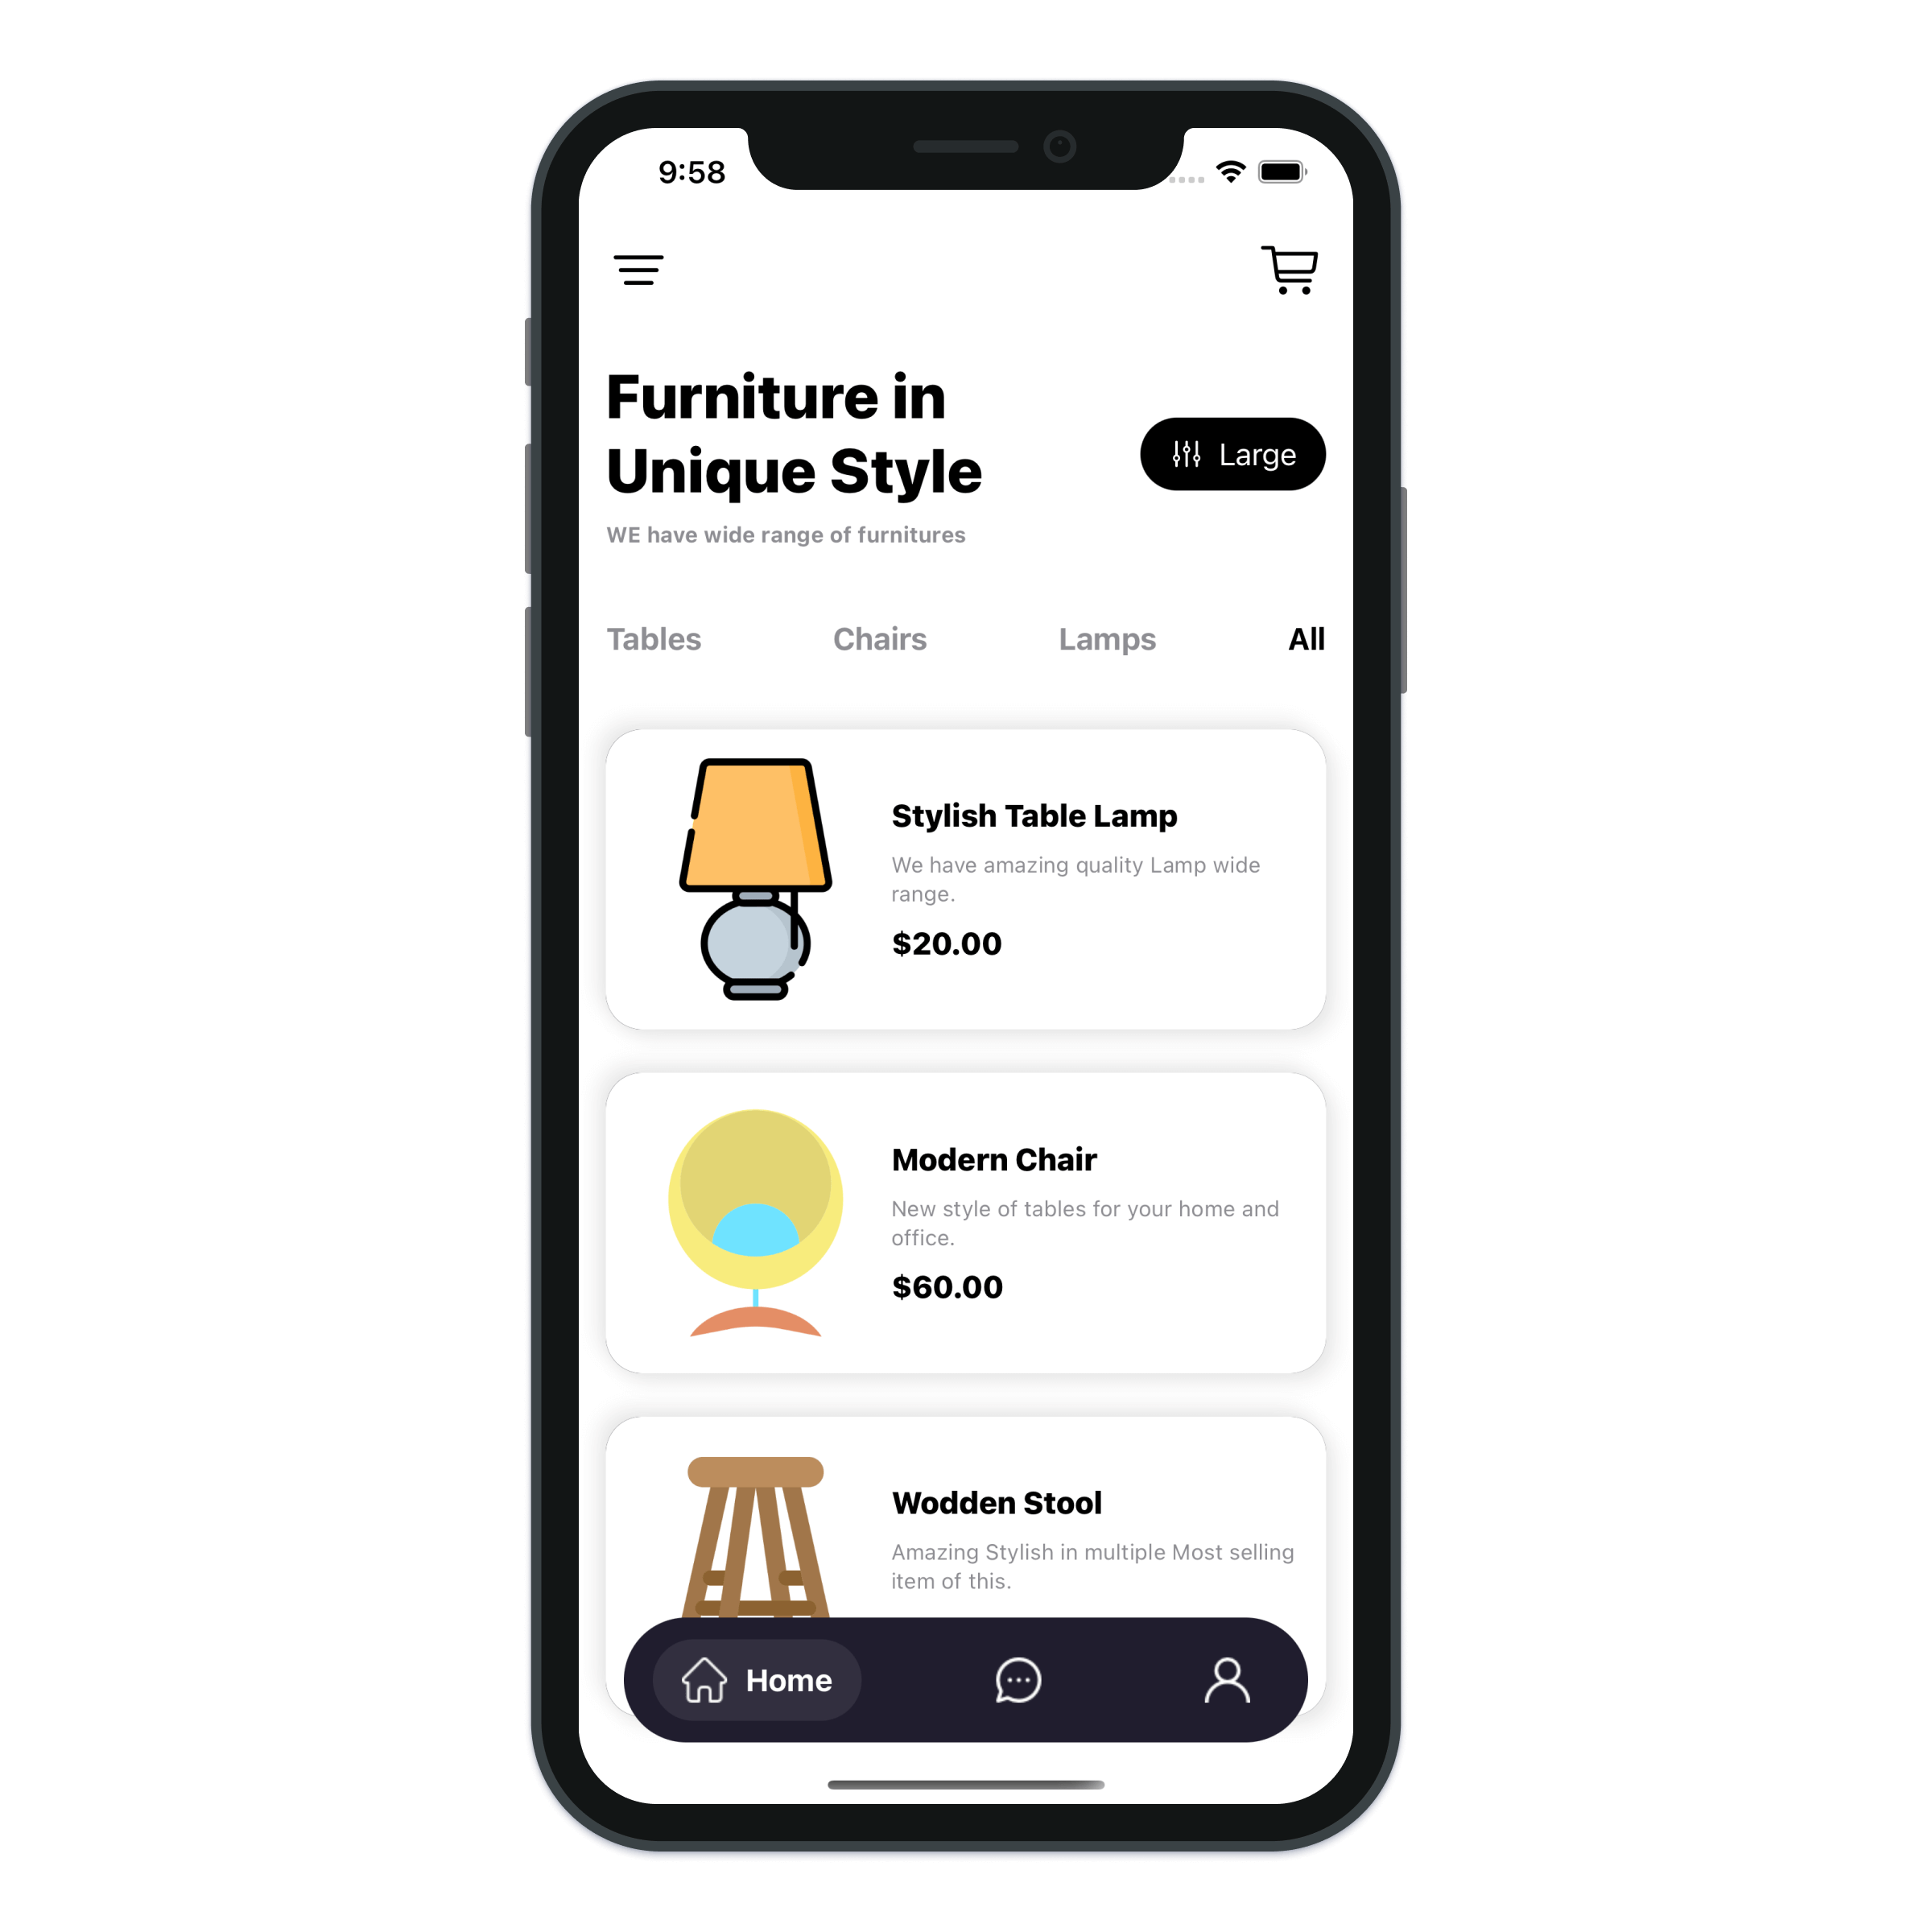 9:58
Furniture in
Unique Style
Large
WE have wide range of furnitures
Tables Chairs Lamps All
Stylish Table Lamp
We have amazing quality Lamp wide
range.
$20.00
Modern Chair
New style of tables for your home and
office.
$60.00
Wodden Stool
Amazing Stylish in multiple Most selling
item of this.
Home